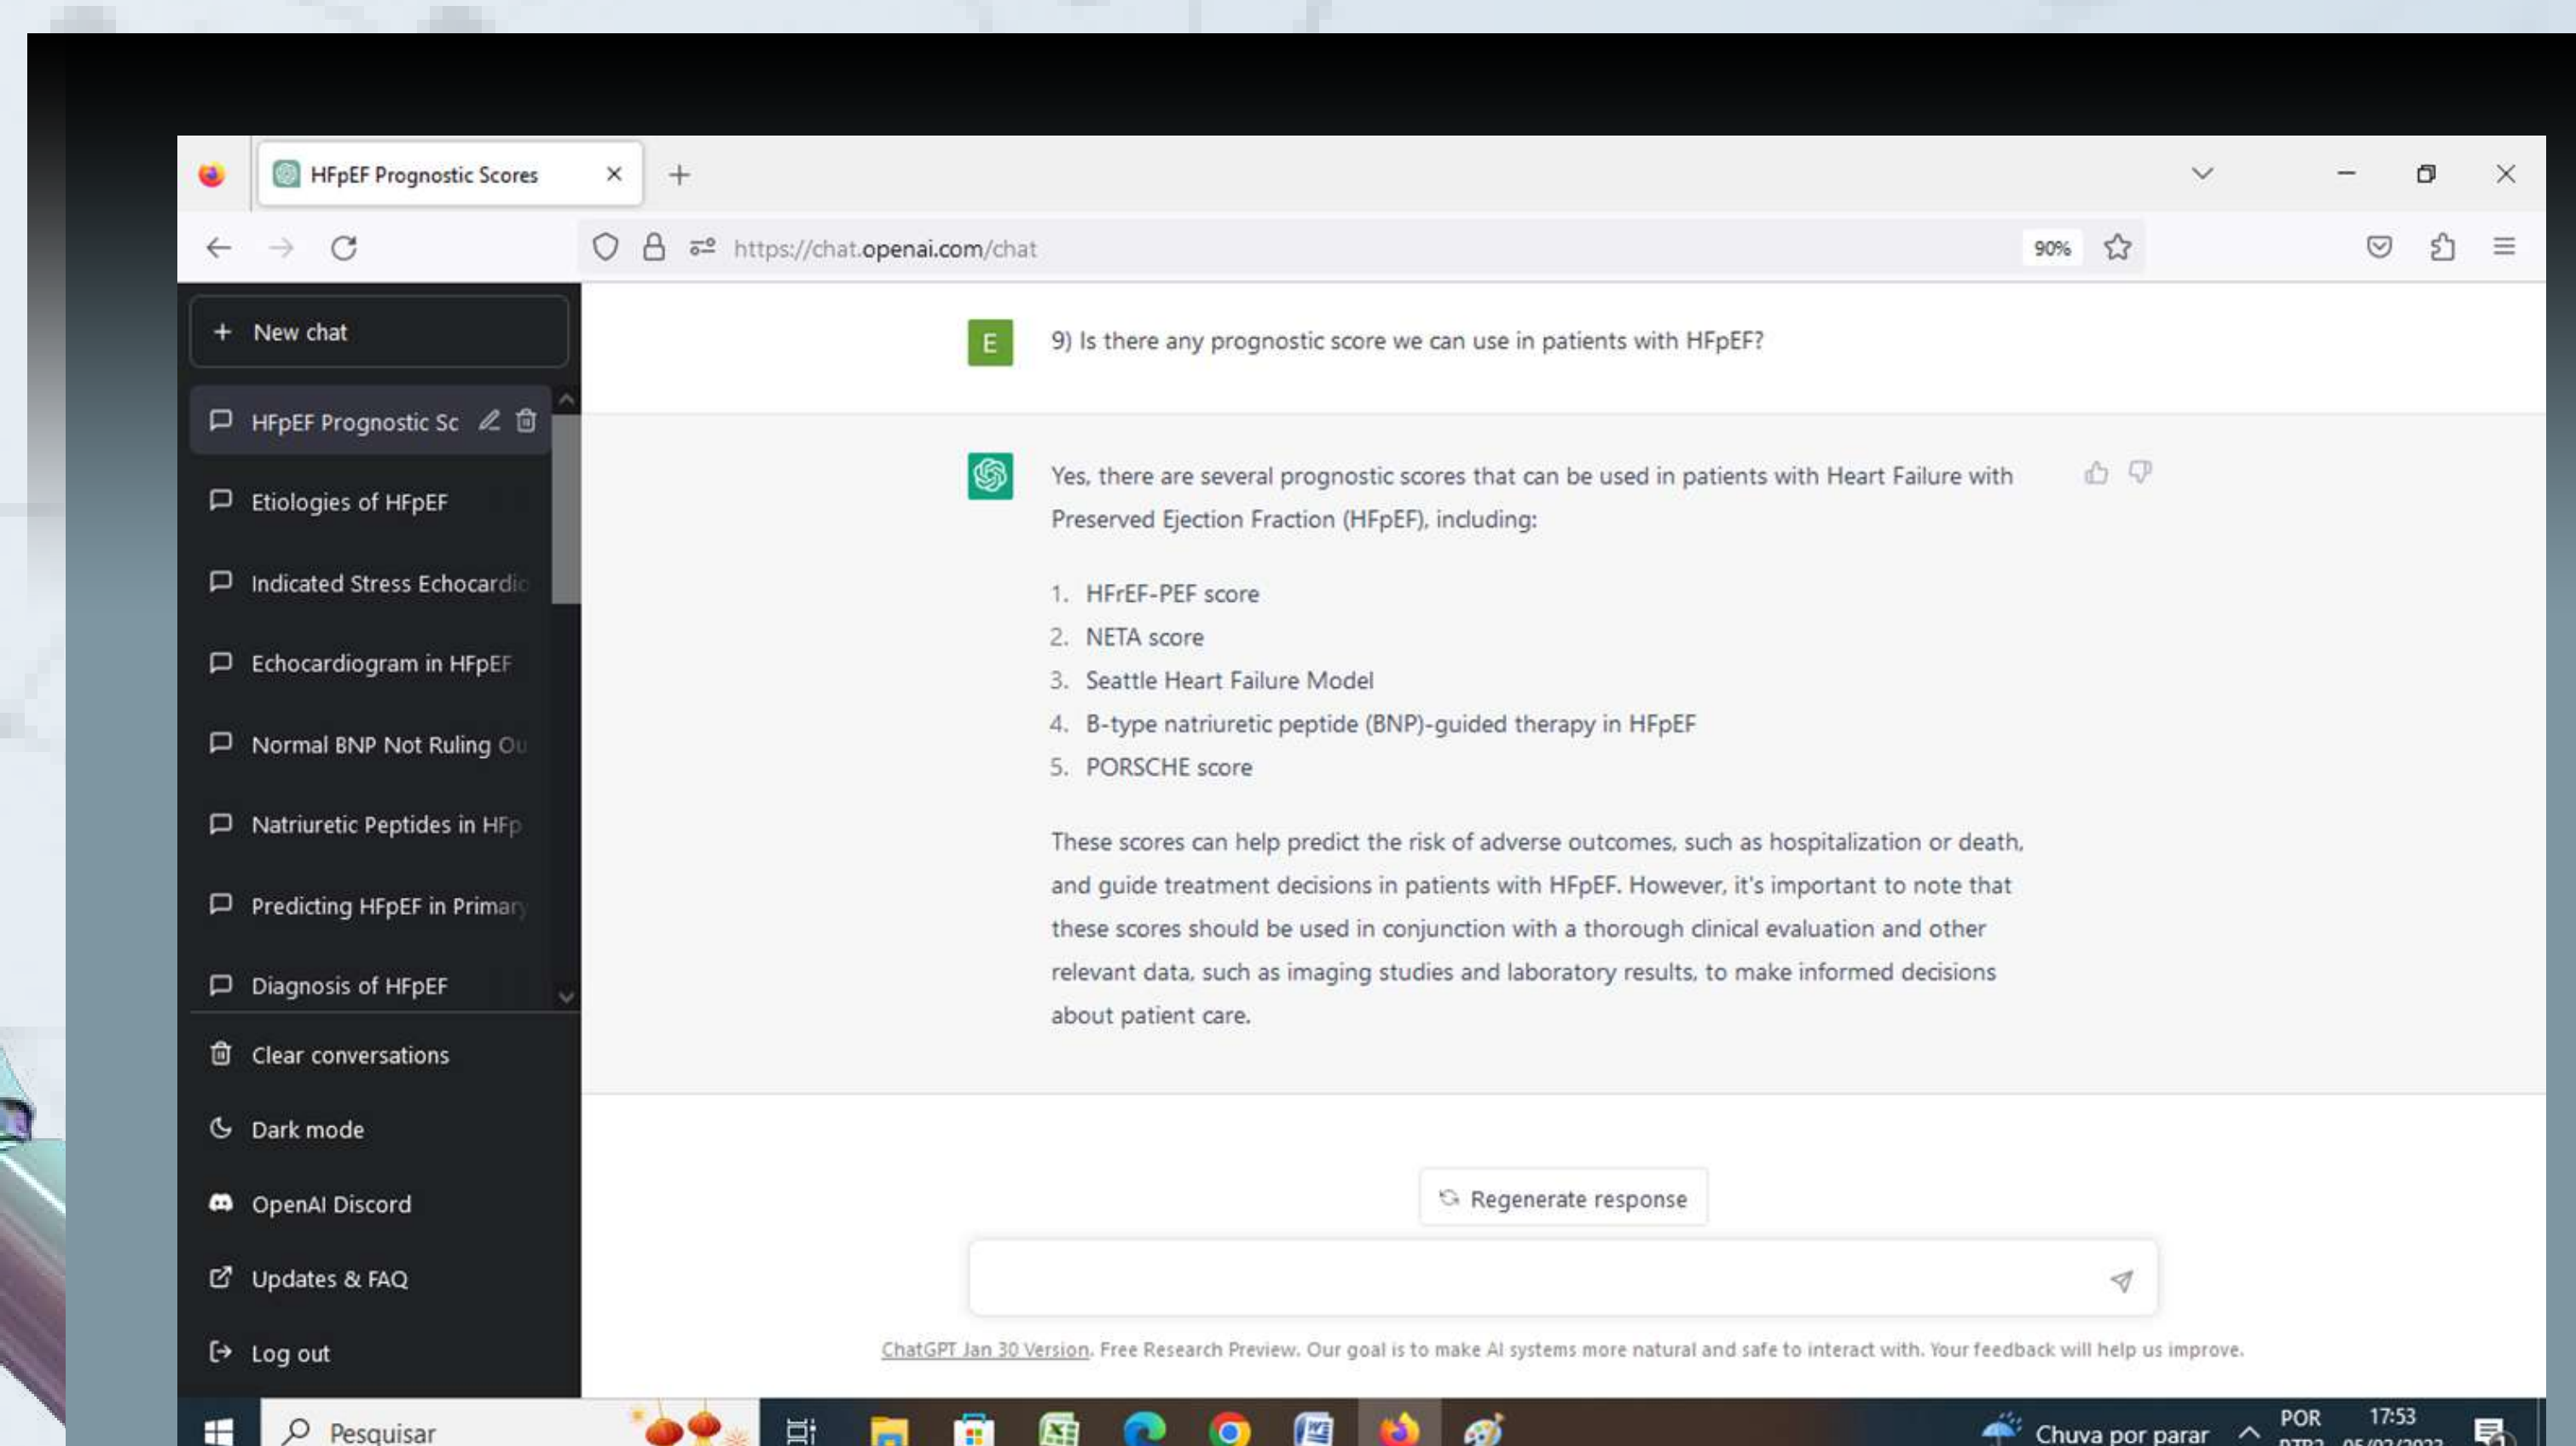 HFpEF Prognostic Scores
https://chat.openai.com/chat
90%
New chat
HFpEF Prognostic Sc
Etiologies of HFpEF
Indicated Stress Echocardio
Echocardiogram in HFpEF
Normal BNP Not Ruling Ou
Natriuretic Peptides in HFp
Predicting HFpEF in Primary
Diagnosis of HFpEF
Clear conversations
Dark mode
OpenAI Discord
Updates & FAQ
Log out
E
9) Is there any prognostic score we can use in patients with HFpEF?
Yes, there are several prognostic scores that can be used in patients with Heart Failure with
Preserved Ejection Fraction (HFpEF), including:
1. HFrEF-PEF score
2. NETA score
3. Seattle Heart Failure Model
4. B-type natriuretic peptide (BNP)-guided therapy in HFpEF
5. PORSCHE score
These scores can help predict the risk of adverse outcomes, such as hospitalization or death,
and guide treatment decisions in patients with HFpEF. However, it's important to note that
these scores should be used in conjunction with a thorough clinical evaluation and other
relevant data, such as imaging studies and laboratory results, to make informed decisions
about patient care.
Regenerate response
ChatGPT Jan 30 Version. Free Research Preview. Our goal is to make AI systems more natural and safe to interact with. Your feedback will help us improve.
Pesquisar
Chuva por parar
POR
17:53